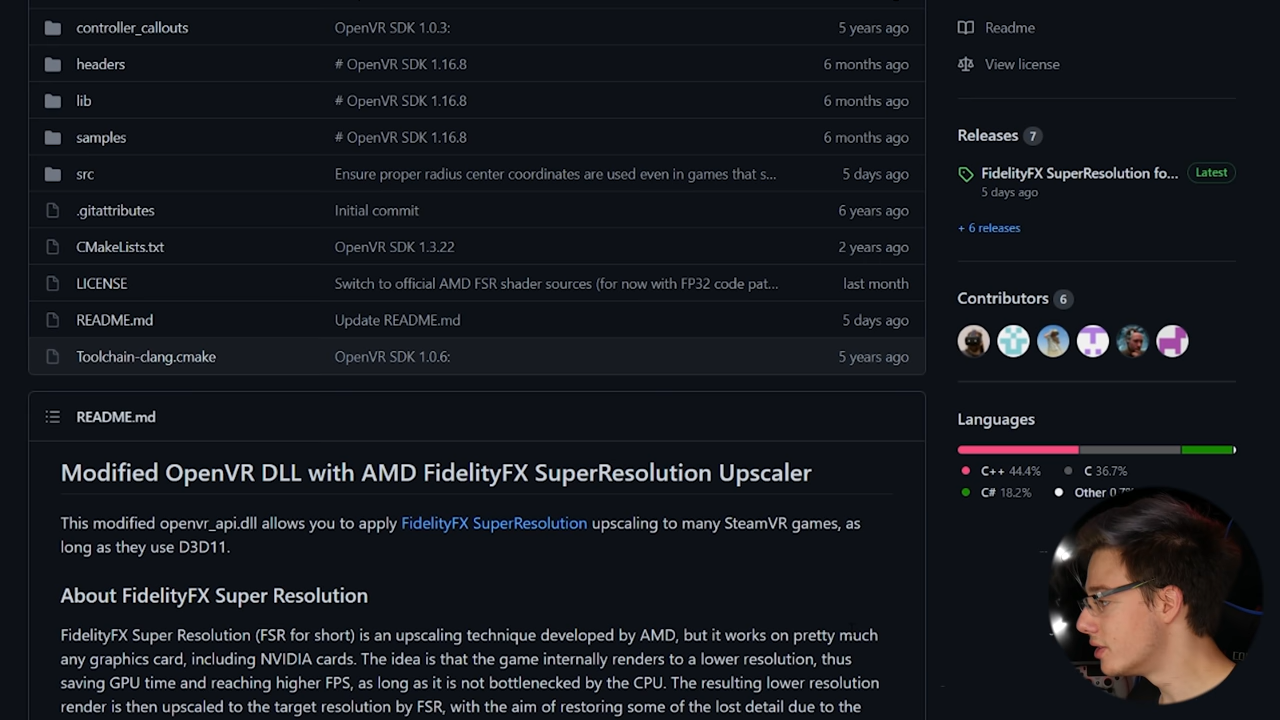 controller_callouts OpenVR SDK 1.0.3: 5 years ago
headers # OpenVR SDK 1.16.8 6 months ago
lib # OpenVR SDK 1.16.8 6 months ago
samples # OpenVR SDK 1.16.8 6 months ago
src Ensure proper radius center coordinates are used even in games that s... 5 days ago
.gitattributes Initial commit 6 years ago
CMakeLists.txt OpenVR SDK 1.3.22 2 years ago
LICENSE Switch to official AMD FSR shader sources (for now with FP32 code pat... last month
README.md Update README.md 5 days ago
Toolchain-clang.cmake OpenVR SDK 1.0.6: 5 years ago
README.md
Modified OpenVR DLL with AMD FidelityFX SuperResolution Upscaler
This modified openvr_api.dll allows you to apply FidelityFX SuperResolution upscaling to many SteamVR games, as
long as they use D3D11.
About FidelityFX Super Resolution
FidelityFX Super Resolution (FSR for short) is an upscaling technique developed by AMD, but it works on pretty much
any graphics card, including NVIDIA cards. The idea is that the game internally renders to a lower resolution, thus
saving GPU time and reaching higher FPS, as long as it is not bottlenecked by the CPU. The resulting lower resolution
render is then upscaled to the target resolution by FSR, with the aim of restoring some of the lost detail due to the
Readme
View license
Releases 7
FidelityFX SuperResolution fo... Latest
5 days ago
+ 6 releases
Contributors 6
Languages
C++ 44.4% C 36.7%
C# 18.2% Other 0.7%